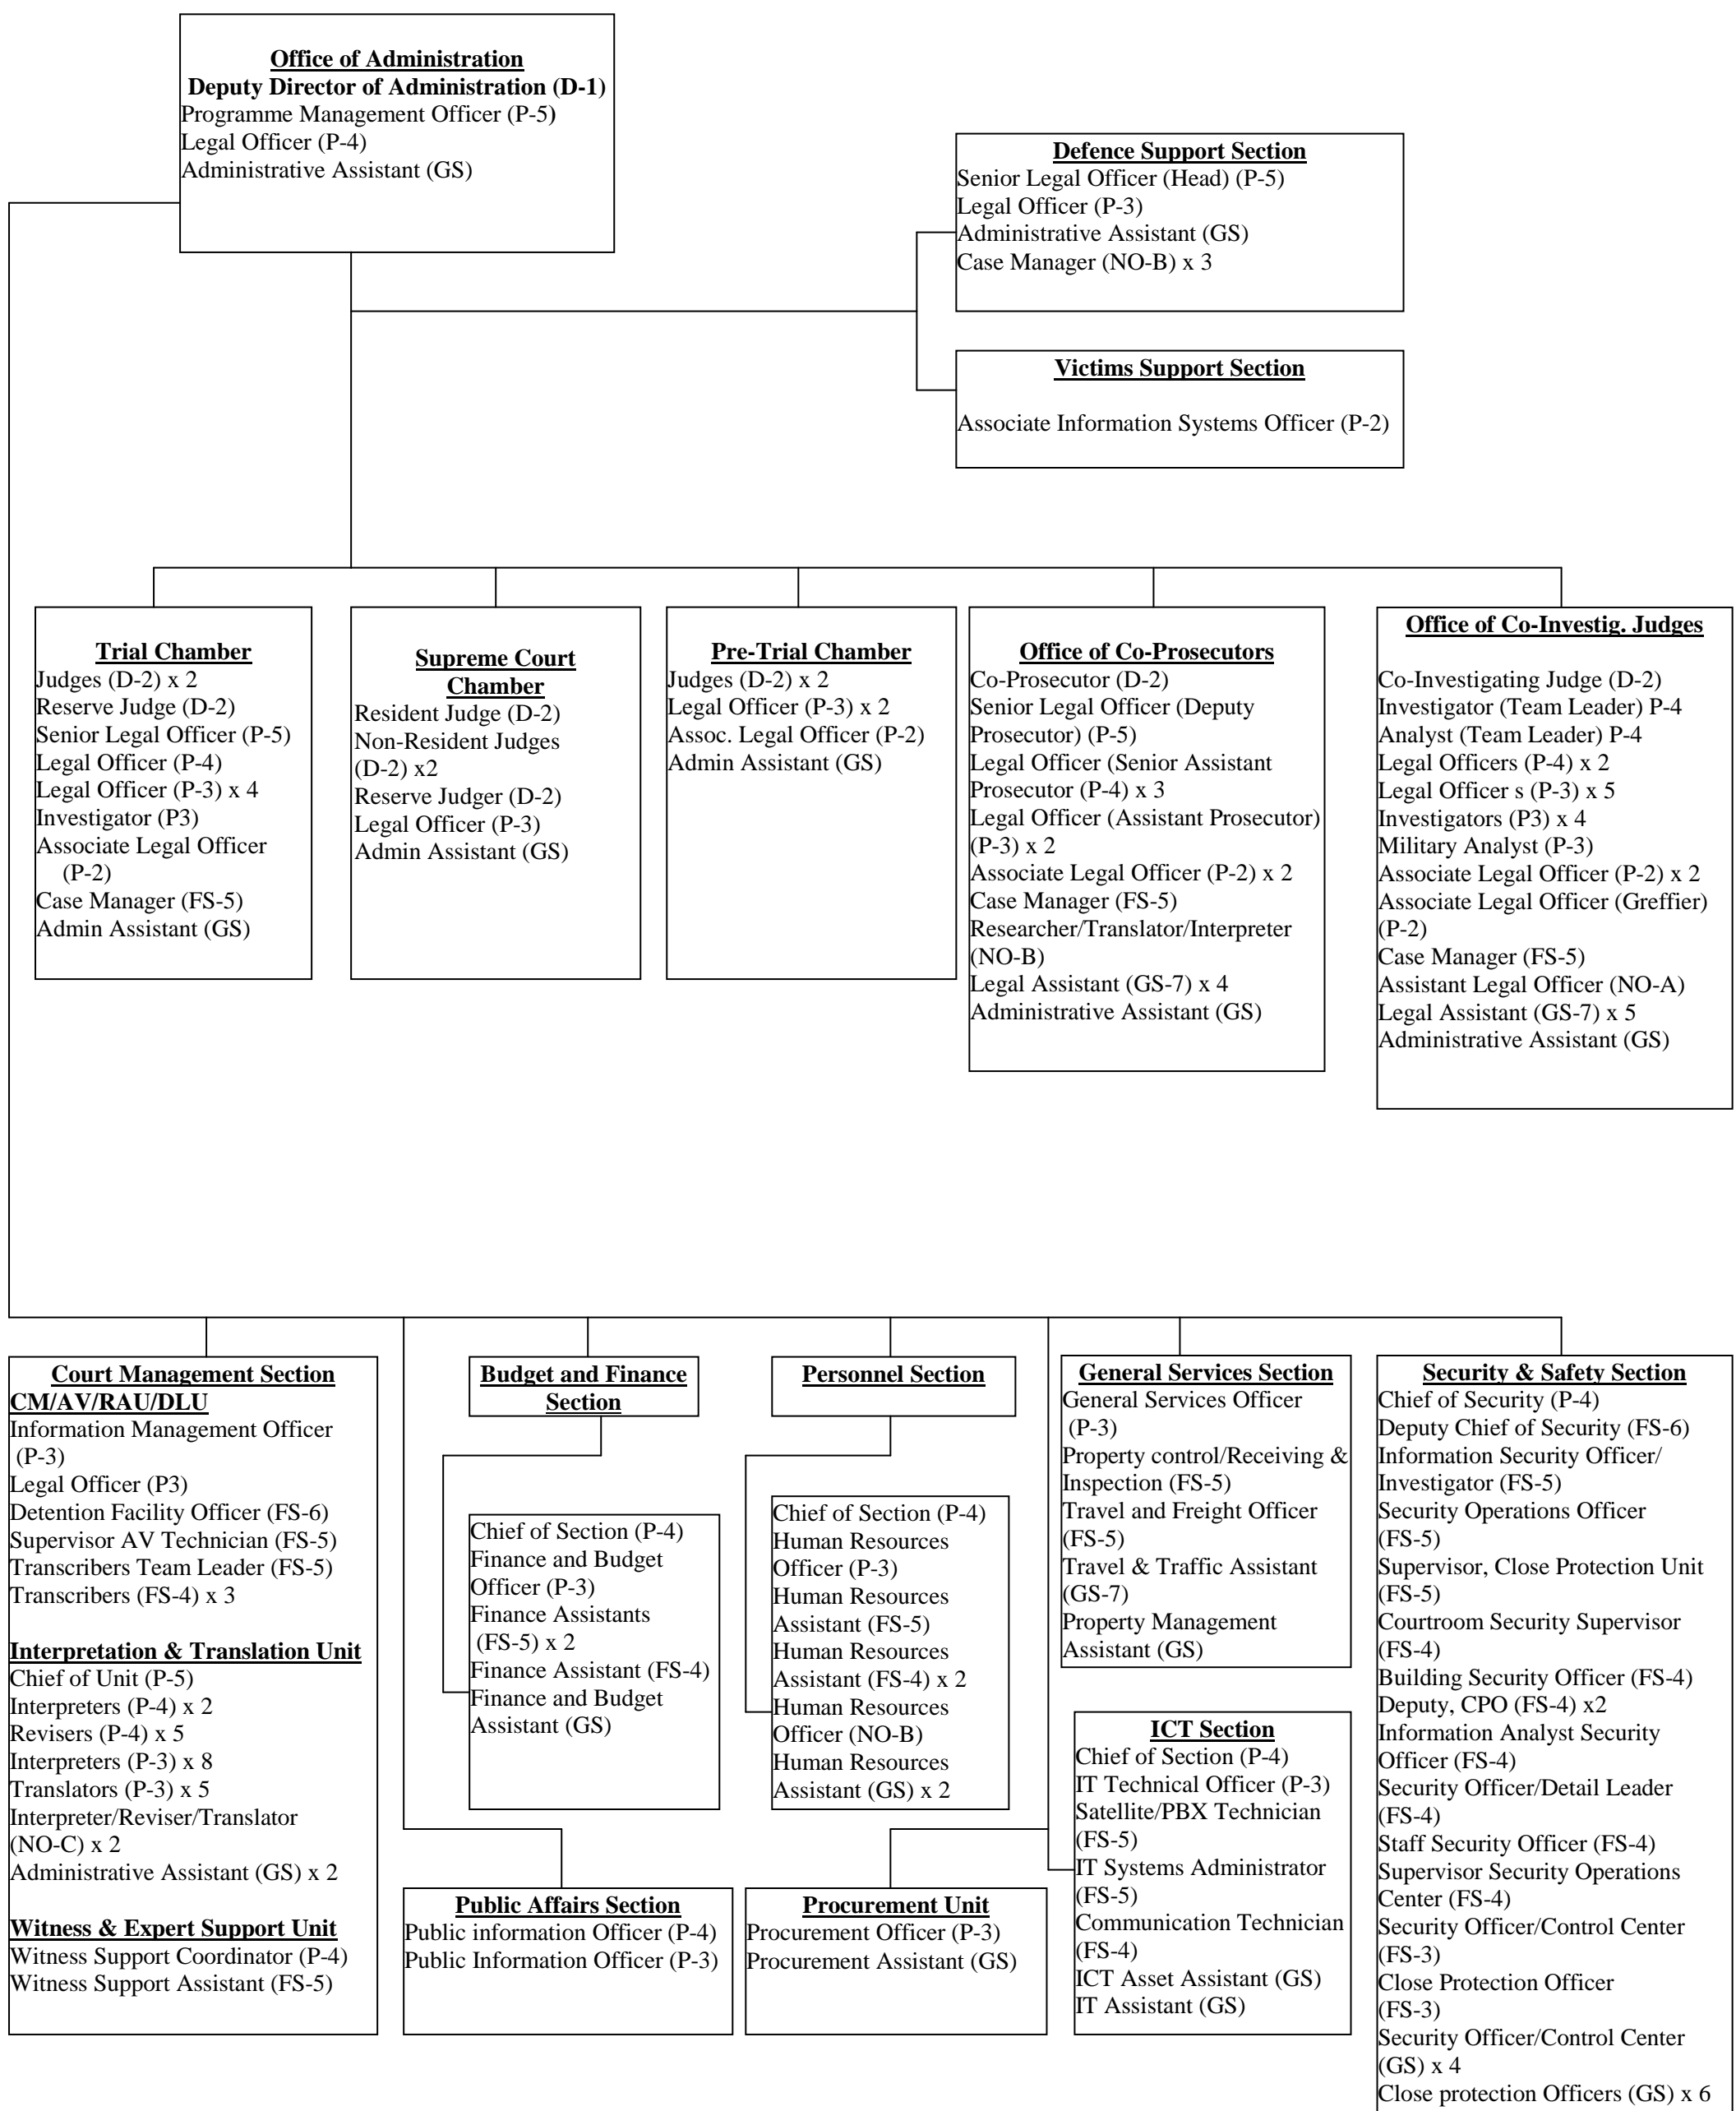 Office of Administration
Deputy Director of Administration (D-1)
Programme Management Officer (P-5)
Legal Officer (P-4)
Administrative Assistant (GS)
Defence Support Section
Senior Legal Officer (Head) (P-5)
Legal Officer (P-3)
Administrative Assistant (GS)
Case Manager (NO-B) x 3
Victims Support Section
Associate Information Systems Officer (P-2)
Trial Chamber
Judges (D-2) x 2
Reserve Judge (D-2)
Senior Legal Officer (P-5)
Legal Officer (P-4)
Legal Officer (P-3) x 4
Investigator (P3)
Associate Legal Officer
(P-2)
Case Manager (FS-5)
Admin Assistant (GS)
Supreme Court
Chamber
Resident Judge (D-2)
Non-Resident Judges
(D-2) x2
Reserve Judger (D-2)
Legal Officer (P-3)
Admin Assistant (GS)
Pre-Trial Chamber
Judges (D-2) x 2
Legal Officer (P-3) x 2
Assoc. Legal Officer (P-2)
Admin Assistant (GS)
Office of Co-Prosecutors
Co-Prosecutor (D-2)
Senior Legal Officer (Deputy
Prosecutor) (P-5)
Legal Officer (Senior Assistant
Prosecutor (P-4) x 3
Legal Officer (Assistant Prosecutor)
(P-3) x 2
Associate Legal Officer (P-2) x 2
Case Manager (FS-5)
Researcher/Translator/Interpreter
(NO-B)
Legal Assistant (GS-7) x 4
Administrative Assistant (GS)
Office of Co-Investig. Judges
Co-Investigating Judge (D-2)
Investigator (Team Leader) P-4
Analyst (Team Leader) P-4
Legal Officers (P-4) x 2
Legal Officer s (P-3) x 5
Investigators (P3) x 4
Military Analyst (P-3)
Associate Legal Officer (P-2) x 2
Associate Legal Officer (Greffier)
(P-2)
Case Manager (FS-5)
Assistant Legal Officer (NO-A)
Legal Assistant (GS-7) x 5
Administrative Assistant (GS)
Court Management Section
CM/AV/RAU/DLU
Information Management Officer
(P-3)
Legal Officer (P3)
Detention Facility Officer (FS-6)
Supervisor AV Technician (FS-5)
Transcribers Team Leader (FS-5)
Transcribers (FS-4) x 3
Interpretation & Translation Unit
Chief of Unit (P-5)
Interpreters (P-4) x 2
Revisers (P-4) x 5
Interpreters (P-3) x 8
Translators (P-3) x 5
Interpreter/Reviser/Translator
(NO-C) x 2
Administrative Assistant (GS) x 2
Witness & Expert Support Unit
Witness Support Coordinator (P-4)
Witness Support Assistant (FS-5)
Budget and Finance
Section
Chief of Section (P-4)
Finance and Budget
Officer (P-3)
Finance Assistants
(FS-5) x 2
Finance Assistant (FS-4)
Finance and Budget
Assistant (GS)
Public Affairs Section
Public information Officer (P-4)
Public Information Officer (P-3)
Personnel Section
Chief of Section (P-4)
Human Resources
Officer (P-3)
Human Resources
Assistant (FS-5)
Human Resources
Assistant (FS-4) x 2
Human Resources
Officer (NO-B)
Human Resources
Assistant (GS) x 2
Procurement Unit
Procurement Officer (P-3)
Procurement Assistant (GS)
General Services Section
General Services Officer
(P-3)
Property control/Receiving &
Inspection (FS-5)
Travel and Freight Officer
(FS-5)
Travel & Traffic Assistant
(GS-7)
Property Management
Assistant (GS)
ICT Section
Chief of Section (P-4)
IT Technical Officer (P-3)
Satellite/PBX Technician
(FS-5)
IT Systems Administrator
(FS-5)
Communication Technician
(FS-4)
ICT Asset Assistant (GS)
IT Assistant (GS)
Security & Safety Section
Chief of Security (P-4)
Deputy Chief of Security (FS-6)
Information Security Officer/
Investigator (FS-5)
Security Operations Officer
(FS-5)
Supervisor, Close Protection Unit
(FS-5)
Courtroom Security Supervisor
(FS-4)
Building Security Officer (FS-4)
Deputy, CPO (FS-4) x2
Information Analyst Security
Officer (FS-4)
Security Officer/Detail Leader
(FS-4)
Staff Security Officer (FS-4)
Supervisor Security Operations
Center (FS-4)
Security Officer/Control Center
(FS-3)
Close Protection Officer
(FS-3)
Security Officer/Control Center
(GS) x 4
Close protection Officers (GS) x 6